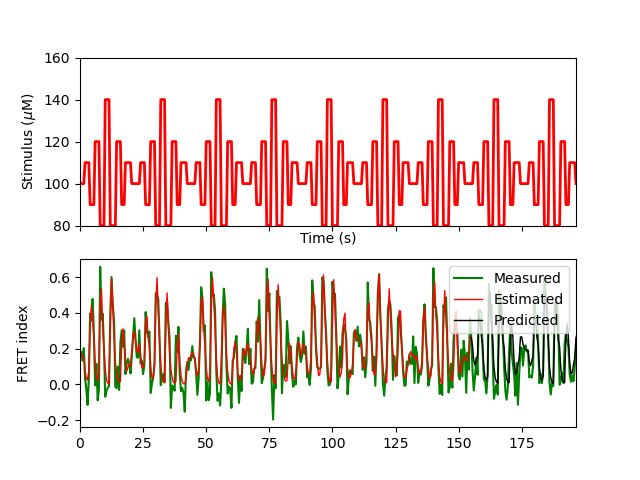 160
140
120
100
80
Stimulus (μM)
Time (s)
0.6
0.4
0.2
0.0
−0.2
FRET index
Measured
Estimated
Predicted
0 25 50 75 100 125 150 175